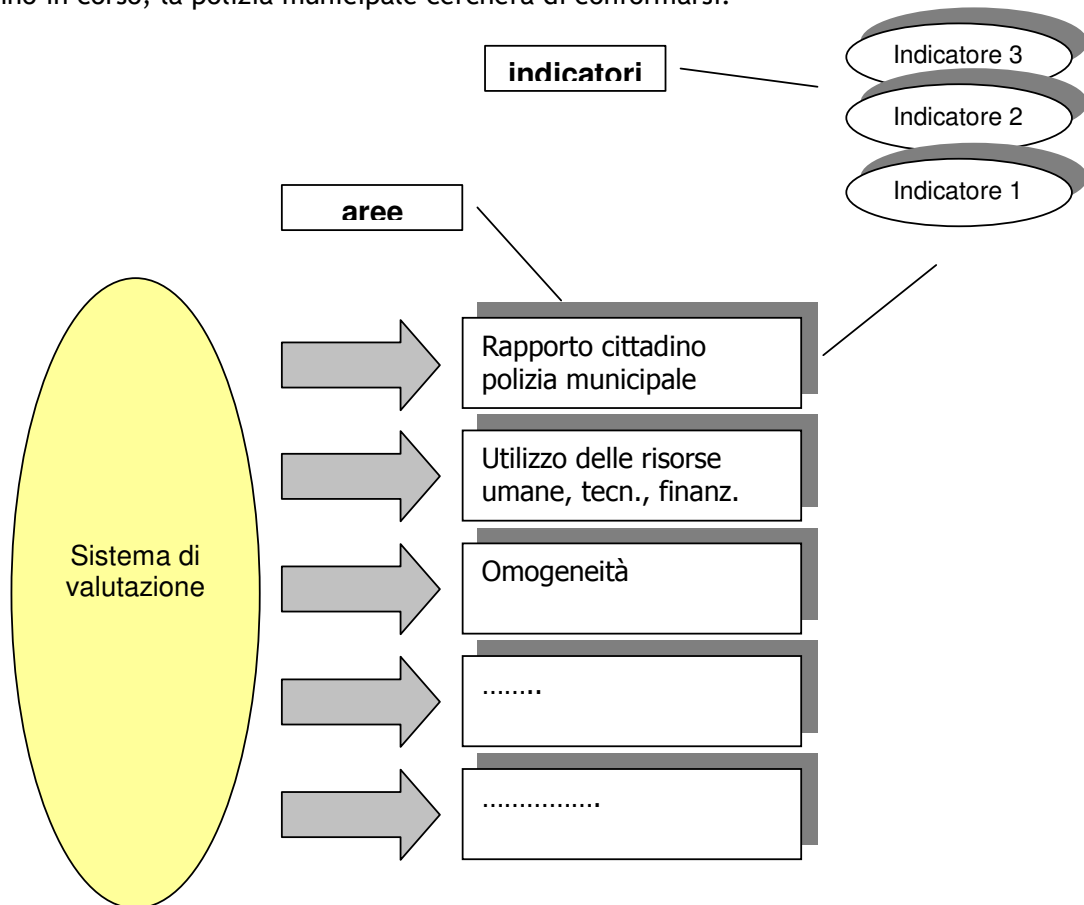 no in corso, la polizia municipale cercherà di conformarsi.
Indicatore 3
indicatori
Indicatore 2
Indicatore 1
aree
Rapporto cittadino
polizia municipale
Utilizzo delle risorse
umane, tecn., finanz.
Sistema di
valutazione
Omogeneità
……..
…………….